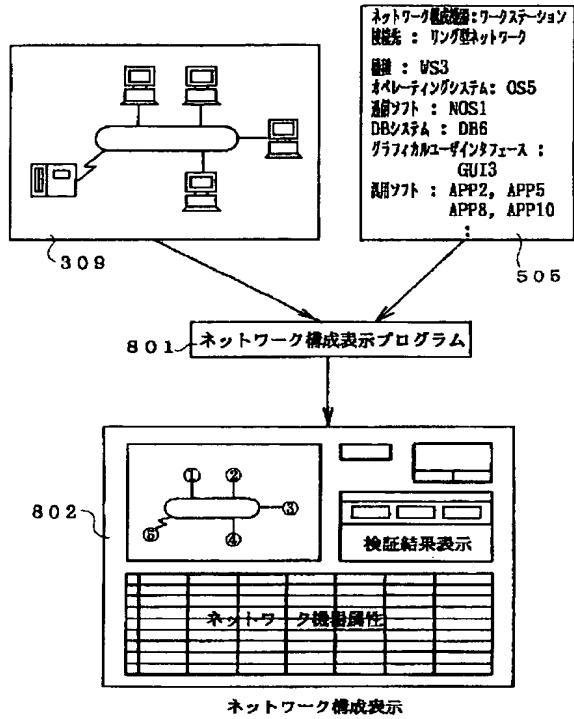 ネットワーク構成機器:ワークステーション
接続先 : リング型ネットワーク
機種 : WS3
オペレーティングシステム: OS5
通信ソフト : NOS1
DBシステム : DB6
グラフィカルユーザインタフェース :
GUI3
汎用ソフト : APP2, APP5
APP8, APP10
:
309
505
801
ネットワーク構成表示プログラム
802
① ②
③
④
⑤
検証結果表示
ネットワーク機器属性
ネットワーク構成表示